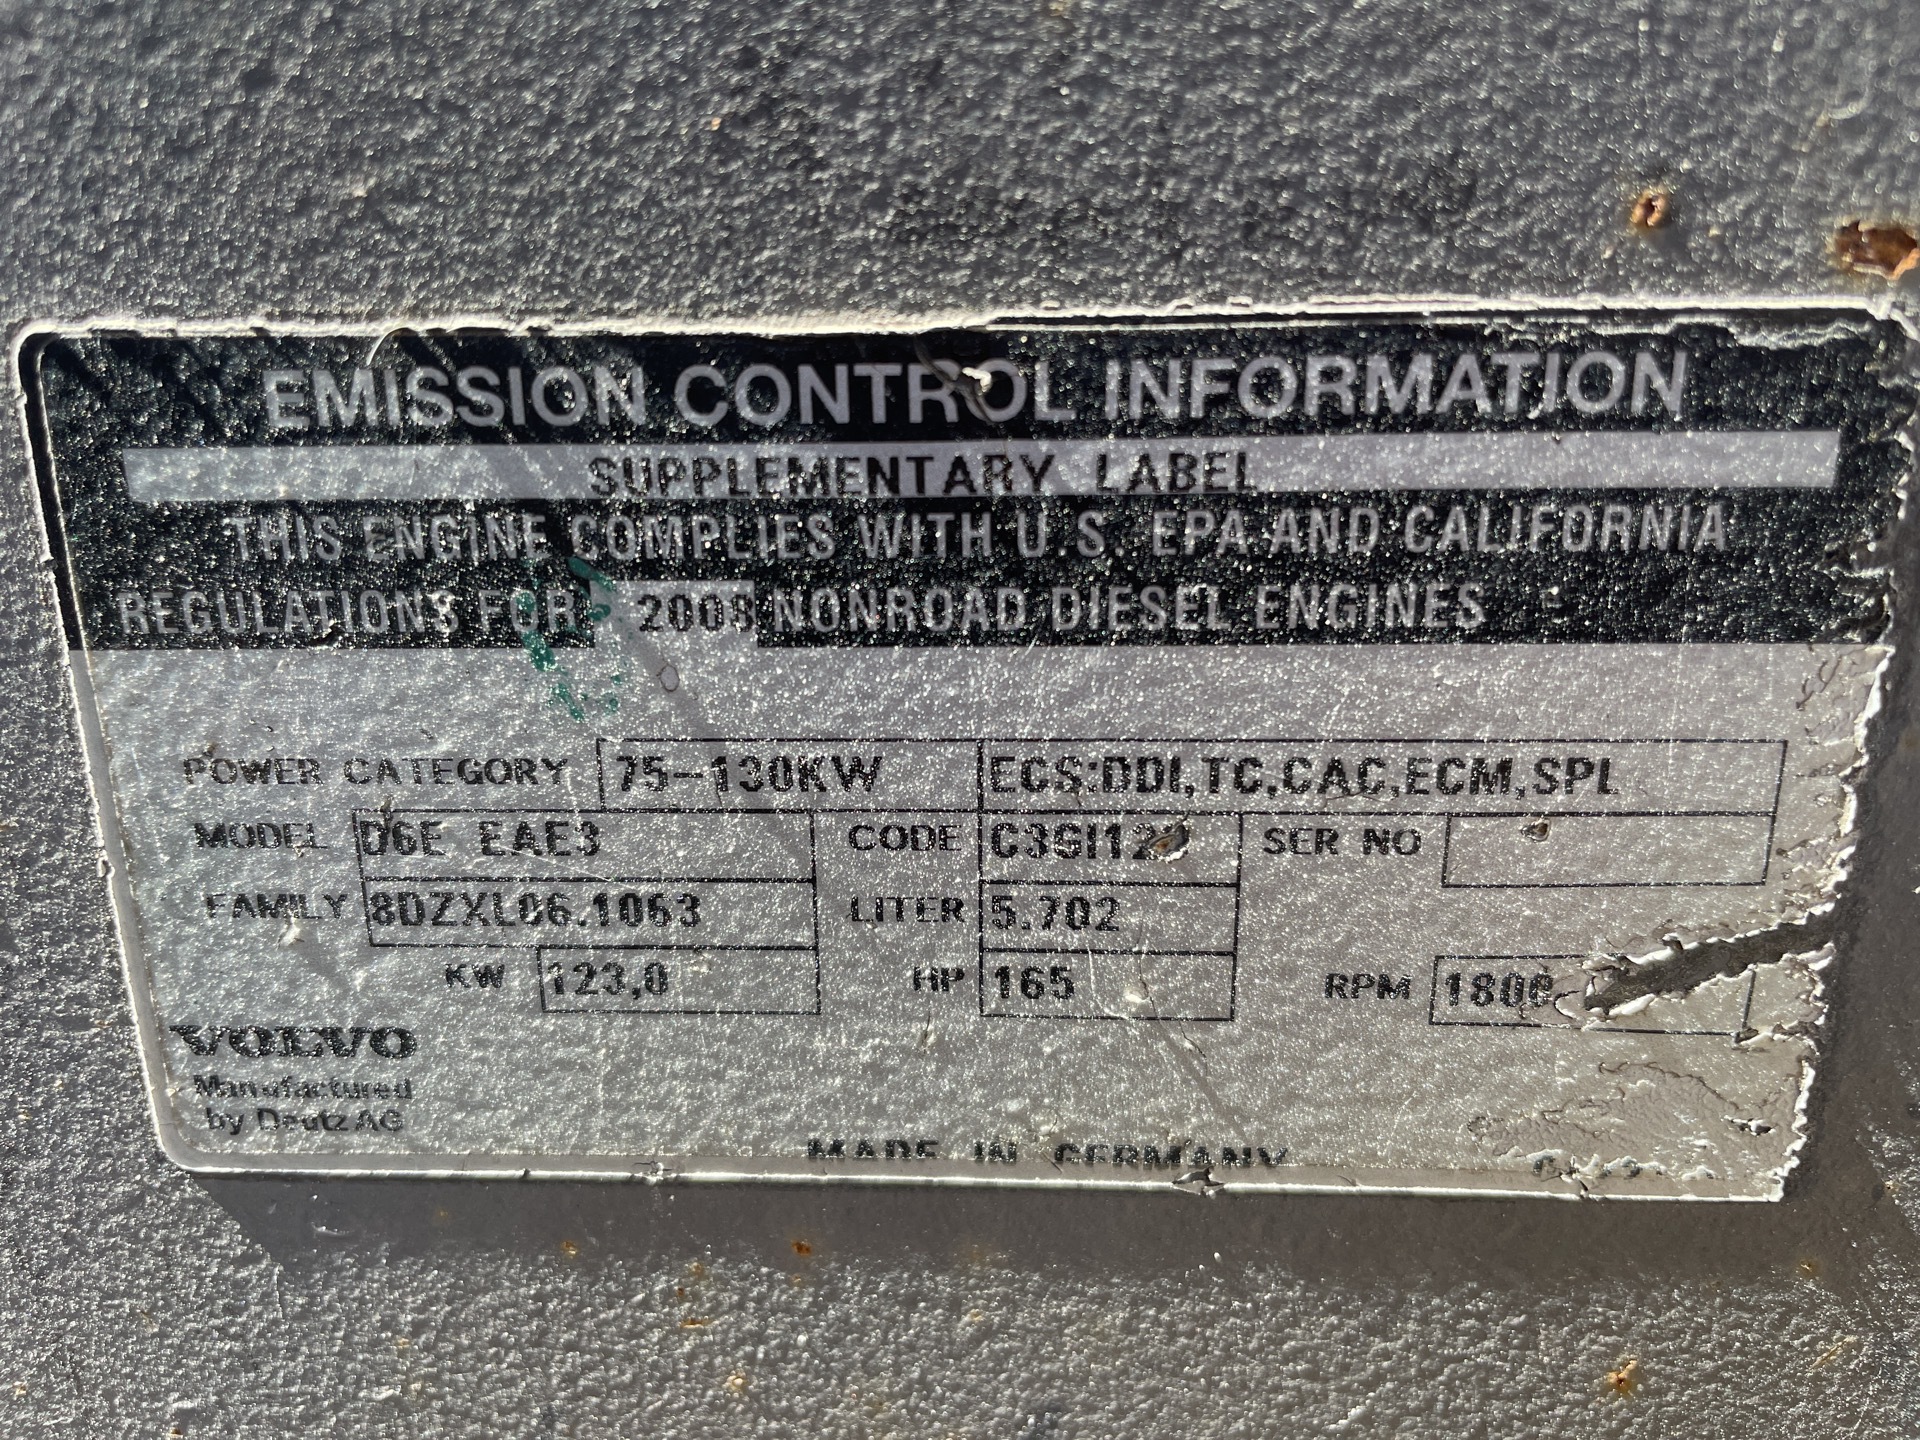 EMISSION CONTROL INFORMATION
SUPPLEMENTARY LABEL
THIS ENGINE COMPLIES WITH U.S. EPA AND CALIFORNIA
REGULATIONS FOR 2008 NONROAD DIESEL ENGINES
POWER CATEGORY 75-130KW ECS:DDI,TC,CAC,ECM,SPL
MODEL D6E EAE3 CODE SER NO
FAMILY 8DZXL06.1063 LITER 5.702
KW 123,0 HP 165 RPM 1800
VOLVO
Manufactured
by Deutz AG
MADE IN GERMANY